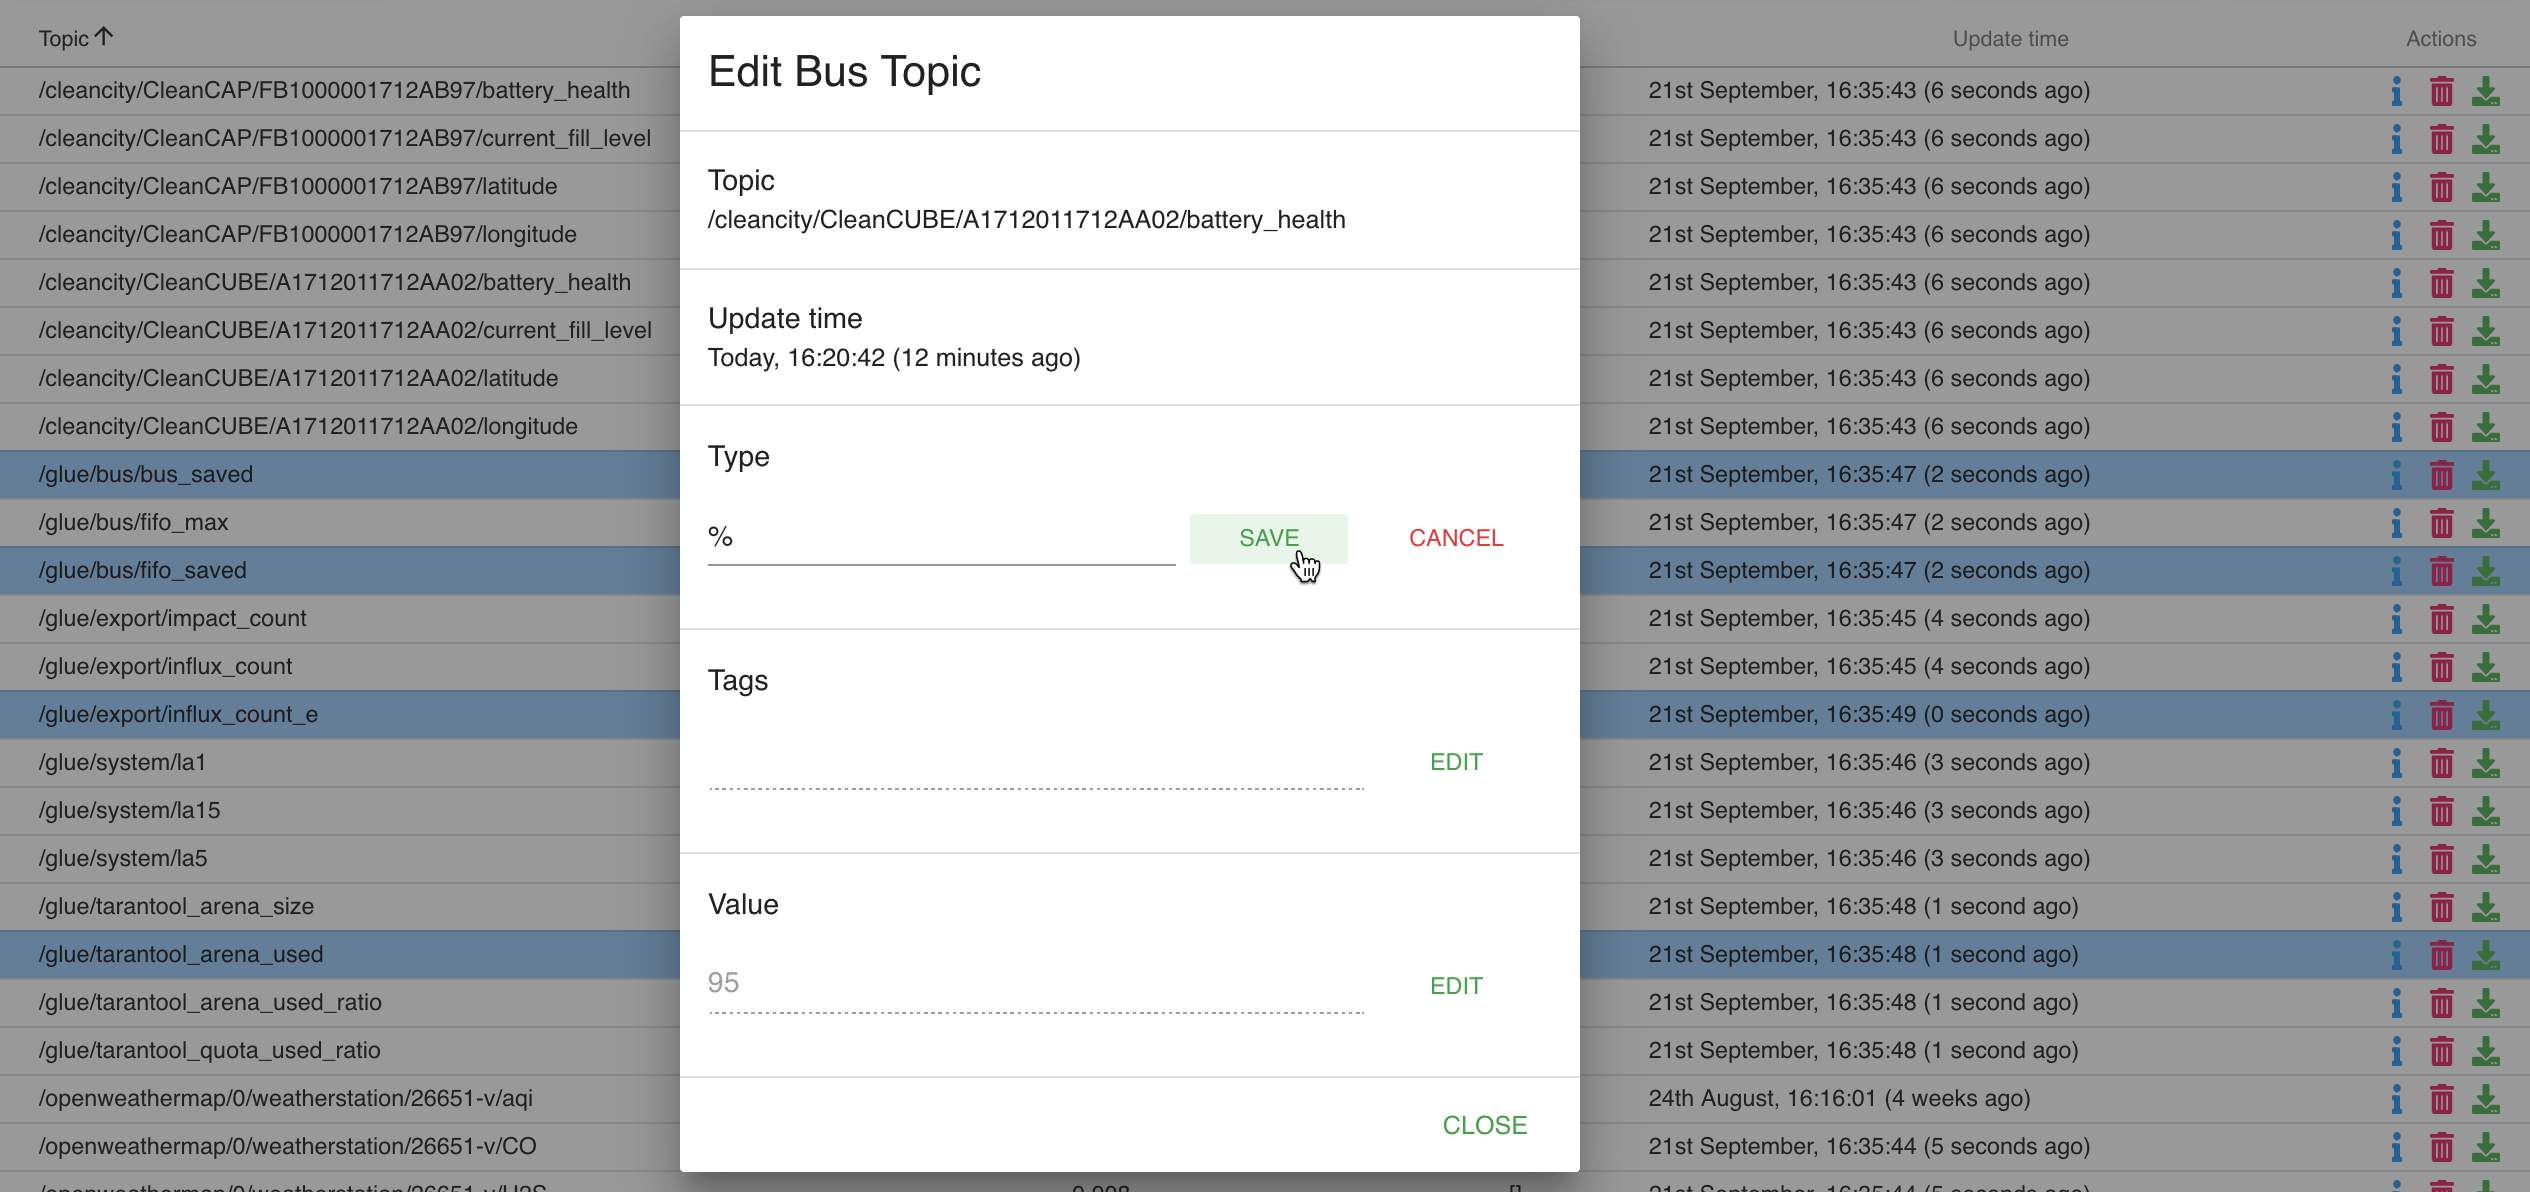 Topic Update time Actions
Edit Bus Topic
/cleancity/CleanCAP/FB1000001712AB97/battery_health 21st September, 16:35:43 (6 seconds ago)
/cleancity/CleanCAP/FB1000001712AB97/current_fill_level 21st September, 16:35:43 (6 seconds ago)
/cleancity/CleanCAP/FB1000001712AB97/latitude Topic 21st September, 16:35:43 (6 seconds ago)
/cleancity/CleanCAP/FB1000001712AB97/longitude /cleancity/CleanCUBE/A1712011712AA02/battery_health 21st September, 16:35:43 (6 seconds ago)
/cleancity/CleanCUBE/A1712011712AA02/battery_health 21st September, 16:35:43 (6 seconds ago)
/cleancity/CleanCUBE/A1712011712AA02/current_fill_level Update time 21st September, 16:35:43 (6 seconds ago)
/cleancity/CleanCUBE/A1712011712AA02/latitude Today, 16:20:42 (12 minutes ago) 21st September, 16:35:43 (6 seconds ago)
/cleancity/CleanCUBE/A1712011712AA02/longitude 21st September, 16:35:43 (6 seconds ago)
/glue/bus/bus_saved Type 21st September, 16:35:47 (2 seconds ago)
/glue/bus/fifo_max % SAVE CANCEL 21st September, 16:35:47 (2 seconds ago)
/glue/bus/fifo_saved 21st September, 16:35:47 (2 seconds ago)
/glue/export/impact_count 21st September, 16:35:45 (4 seconds ago)
/glue/export/influx_count Tags 21st September, 16:35:45 (4 seconds ago)
/glue/export/influx_count_e 21st September, 16:35:49 (0 seconds ago)
/glue/system/la1 EDIT 21st September, 16:35:46 (3 seconds ago)
/glue/system/la15 21st September, 16:35:46 (3 seconds ago)
/glue/system/la5 21st September, 16:35:46 (3 seconds ago)
/glue/tarantool_arena_size Value 21st September, 16:35:48 (1 second ago)
/glue/tarantool_arena_used 21st September, 16:35:48 (1 second ago)
/glue/tarantool_arena_used_ratio 95 EDIT 21st September, 16:35:48 (1 second ago)
/glue/tarantool_quota_used_ratio 21st September, 16:35:48 (1 second ago)
/openweathermap/0/weatherstation/26651-v/aqi 24th August, 16:16:01 (4 weeks ago)
CLOSE
/openweathermap/0/weatherstation/26651-v/CO 21st September, 16:35:44 (5 seconds ago)